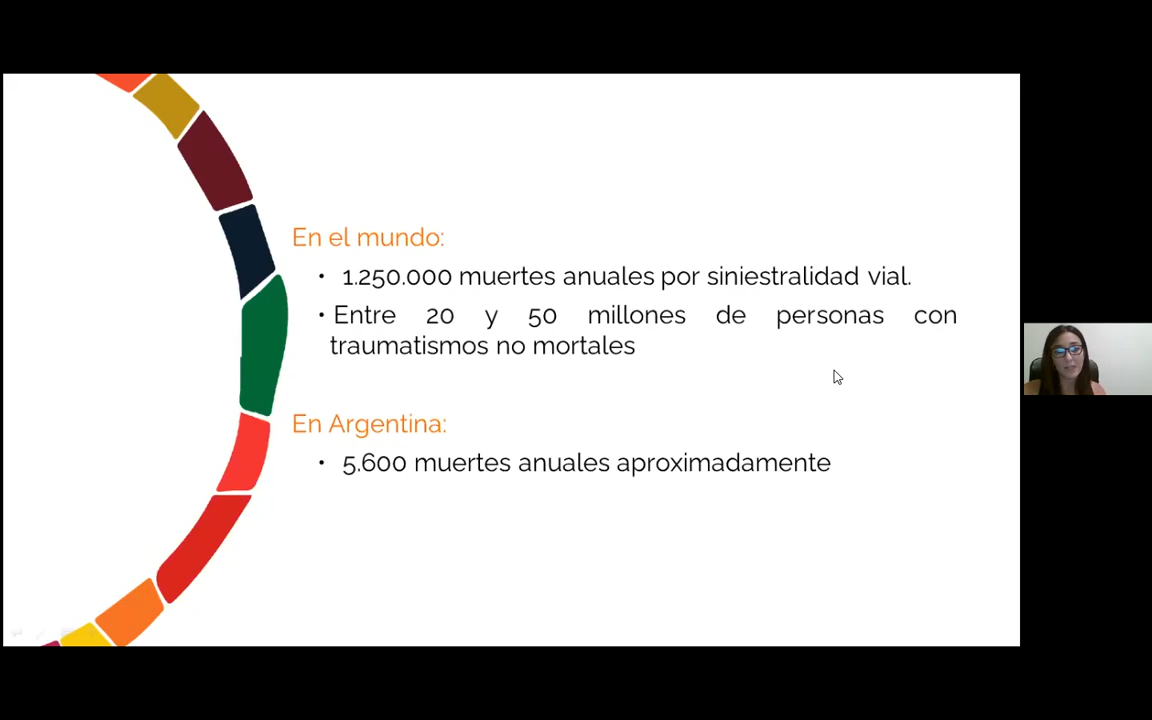 En el mundo:
• 1.250.000 muertes anuales por siniestralidad vial.
• Entre 20 y 50 millones de personas con
traumatismos no mortales
En Argentina:
• 5.600 muertes anuales aproximadamente